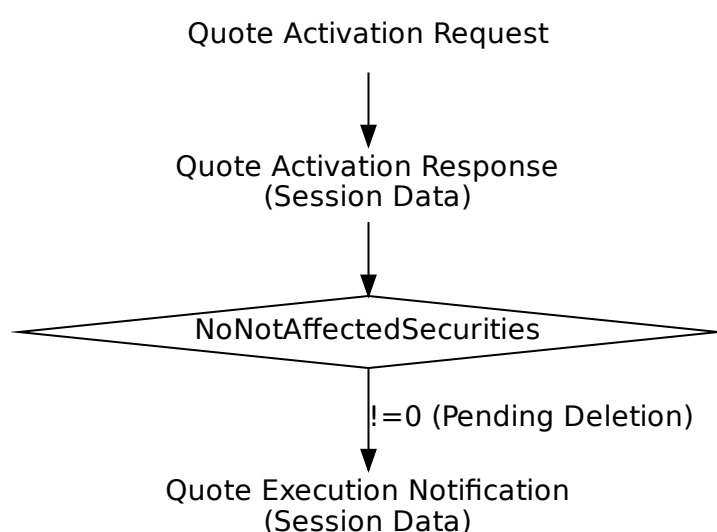 Quote Activation Request
Quote Activation Response
(Session Data)
NoNotAffectedSecurities
!=0 (Pending Deletion)
Quote Execution Notification
(Session Data)